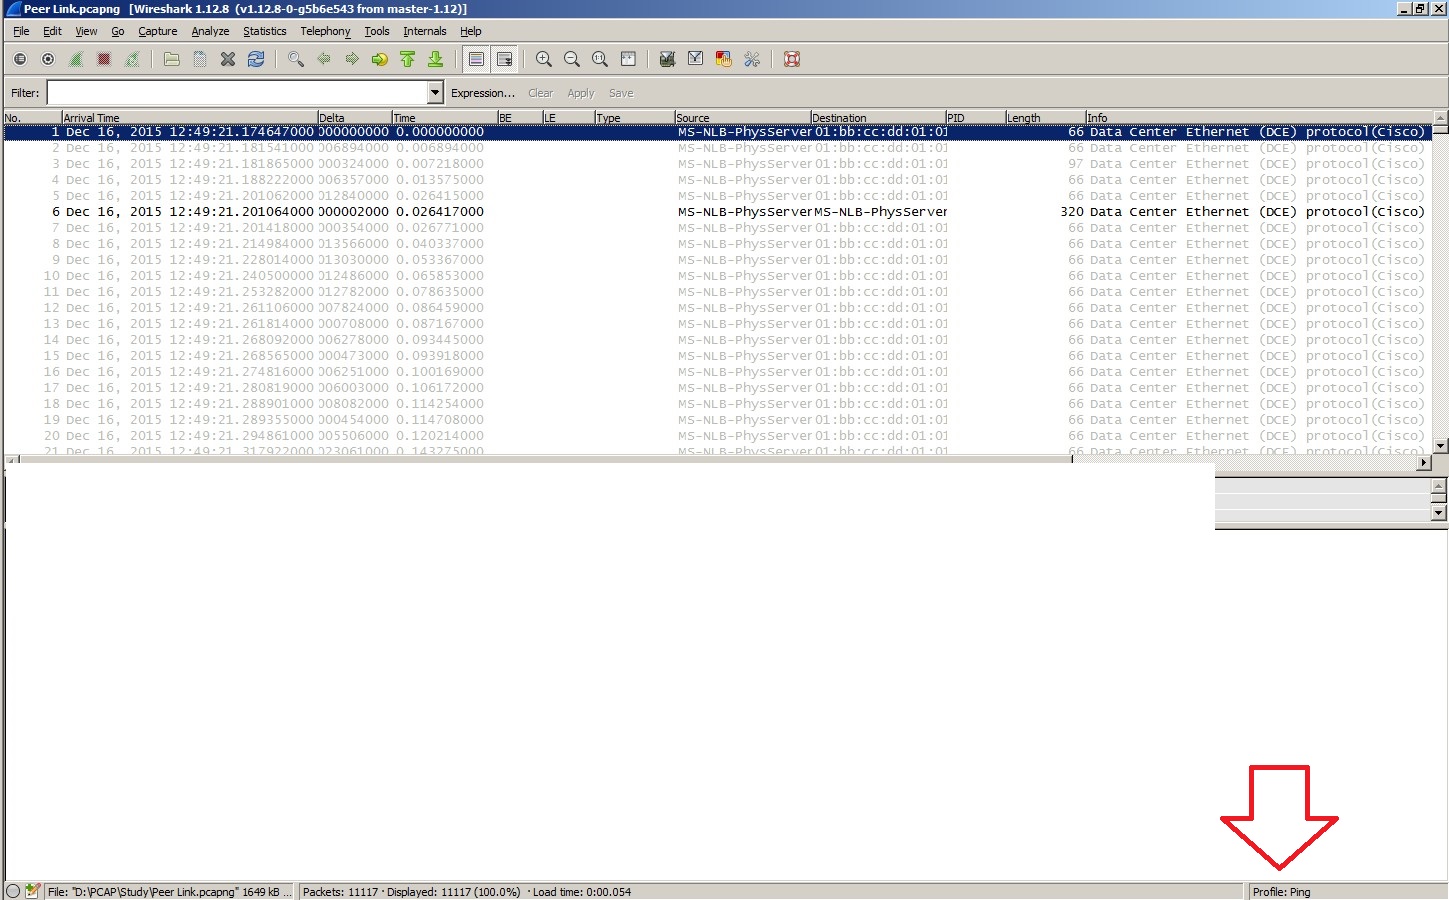 Peer Link.pcapng [Wireshark 1.12.8 (v1.12.8-0-g5b6e543 from master-1.12)]
File Edit View Go Capture Analyze Statistics Telephony Tools Internals Help
Filter: Expression... Clear Apply Save
No. Arrival Time Delta Time BE LE Type Source Destination PID Length Info
1 Dec 16, 2015 12:49:21.174647000 000000000 0.000000000 MS-NLB-PhysServer 01:bb:cc:dd:01:01 66 Data Center Ethernet (DCE) protocol(Cisco)
2 Dec 16, 2015 12:49:21.181541000 006894000 0.006894000 MS-NLB-PhysServer 01:bb:cc:dd:01:01 66 Data Center Ethernet (DCE) protocol(Cisco)
3 Dec 16, 2015 12:49:21.181865000 000324000 0.007218000 MS-NLB-PhysServer 01:bb:cc:dd:01:01 97 Data Center Ethernet (DCE) protocol(Cisco)
4 Dec 16, 2015 12:49:21.188222000 006357000 0.013575000 MS-NLB-PhysServer 01:bb:cc:dd:01:01 66 Data Center Ethernet (DCE) protocol(Cisco)
5 Dec 16, 2015 12:49:21.201062000 012840000 0.026415000 MS-NLB-PhysServer 01:bb:cc:dd:01:01 66 Data Center Ethernet (DCE) protocol(Cisco)
6 Dec 16, 2015 12:49:21.201064000 000002000 0.026417000 MS-NLB-PhysServer MS-NLB-PhysServer 320 Data Center Ethernet (DCE) protocol(Cisco)
7 Dec 16, 2015 12:49:21.201418000 000354000 0.026771000 MS-NLB-PhysServer 01:bb:cc:dd:01:01 66 Data Center Ethernet (DCE) protocol(Cisco)
8 Dec 16, 2015 12:49:21.214984000 013566000 0.040337000 MS-NLB-PhysServer 01:bb:cc:dd:01:01 66 Data Center Ethernet (DCE) protocol(Cisco)
9 Dec 16, 2015 12:49:21.228014000 013030000 0.053367000 MS-NLB-PhysServer 01:bb:cc:dd:01:01 66 Data Center Ethernet (DCE) protocol(Cisco)
10 Dec 16, 2015 12:49:21.240500000 012486000 0.065853000 MS-NLB-PhysServer 01:bb:cc:dd:01:01 66 Data Center Ethernet (DCE) protocol(Cisco)
11 Dec 16, 2015 12:49:21.253282000 012782000 0.078635000 MS-NLB-PhysServer 01:bb:cc:dd:01:01 66 Data Center Ethernet (DCE) protocol(Cisco)
12 Dec 16, 2015 12:49:21.261106000 007824000 0.086459000 MS-NLB-PhysServer 01:bb:cc:dd:01:01 66 Data Center Ethernet (DCE) protocol(Cisco)
13 Dec 16, 2015 12:49:21.261814000 000708000 0.087167000 MS-NLB-PhysServer 01:bb:cc:dd:01:01 66 Data Center Ethernet (DCE) protocol(Cisco)
14 Dec 16, 2015 12:49:21.268092000 006278000 0.093445000 MS-NLB-PhysServer 01:bb:cc:dd:01:01 66 Data Center Ethernet (DCE) protocol(Cisco)
15 Dec 16, 2015 12:49:21.268565000 000473000 0.093918000 MS-NLB-PhysServer 01:bb:cc:dd:01:01 66 Data Center Ethernet (DCE) protocol(Cisco)
16 Dec 16, 2015 12:49:21.274816000 006251000 0.100169000 MS-NLB-PhysServer 01:bb:cc:dd:01:01 66 Data Center Ethernet (DCE) protocol(Cisco)
17 Dec 16, 2015 12:49:21.280819000 006003000 0.106172000 MS-NLB-PhysServer 01:bb:cc:dd:01:01 66 Data Center Ethernet (DCE) protocol(Cisco)
18 Dec 16, 2015 12:49:21.288901000 008082000 0.114254000 MS-NLB-PhysServer 01:bb:cc:dd:01:01 66 Data Center Ethernet (DCE) protocol(Cisco)
19 Dec 16, 2015 12:49:21.289355000 000454000 0.114708000 MS-NLB-PhysServer 01:bb:cc:dd:01:01 66 Data Center Ethernet (DCE) protocol(Cisco)
20 Dec 16, 2015 12:49:21.294861000 005506000 0.120214000 MS-NLB-PhysServer 01:bb:cc:dd:01:01 66 Data Center Ethernet (DCE) protocol(Cisco)
21 Dec 16, 2015 12:49:21.317922000 023061000 0.143275000 MS-NLB-PhysServer 01:bb:cc:dd:01:01 66 Data Center Ethernet (DCE) protocol(Cisco)
File: "D:\PCAP\Study\Peer Link.pcapng" 1649 kB ... Packets: 11117 · Displayed: 11117 (100.0%) · Load time: 0:00.054 Profile: Ping